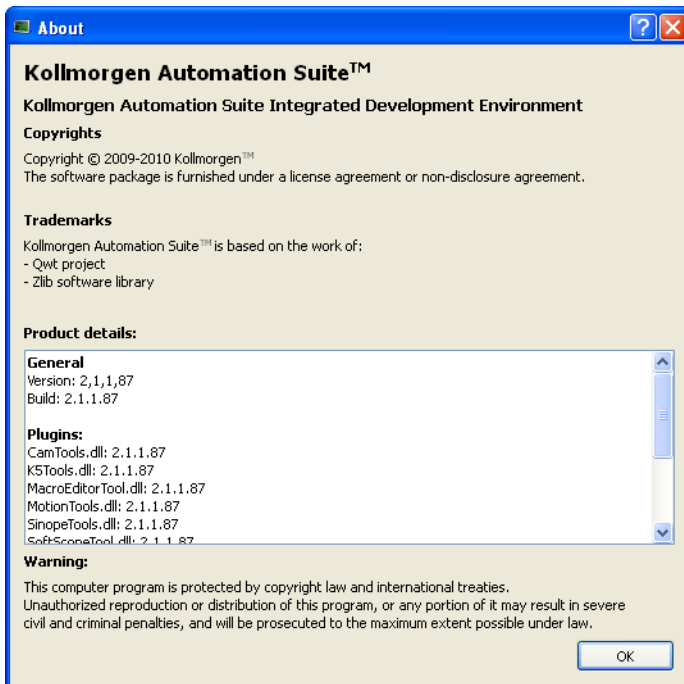 About
Kollmorgen Automation Suite™
Kollmorgen Automation Suite Integrated Development Environment
Copyrights
Copyright © 2009-2010 Kollmorgen™
The software package is furnished under a license agreement or non-disclosure agreement.
Trademarks
Kollmorgen Automation Suite™ is based on the work of:
- Qwt project
- Zlib software library
Product details:
General
Version: 2,1,1,87
Build: 2.1.1.87
Plugins:
CamTools.dll: 2.1.1.87
K5Tools.dll: 2.1.1.87
MacroEditorTool.dll: 2.1.1.87
MotionTools.dll: 2.1.1.87
SinopeTools.dll: 2.1.1.87
SoftScopeTool.dll: 2.1.1.87
Warning:
This computer program is protected by copyright law and international treaties.
Unauthorized reproduction or distribution of this program, or any portion of it may result in severe
civil and criminal penalties, and will be prosecuted to the maximum extent possible under law.
OK